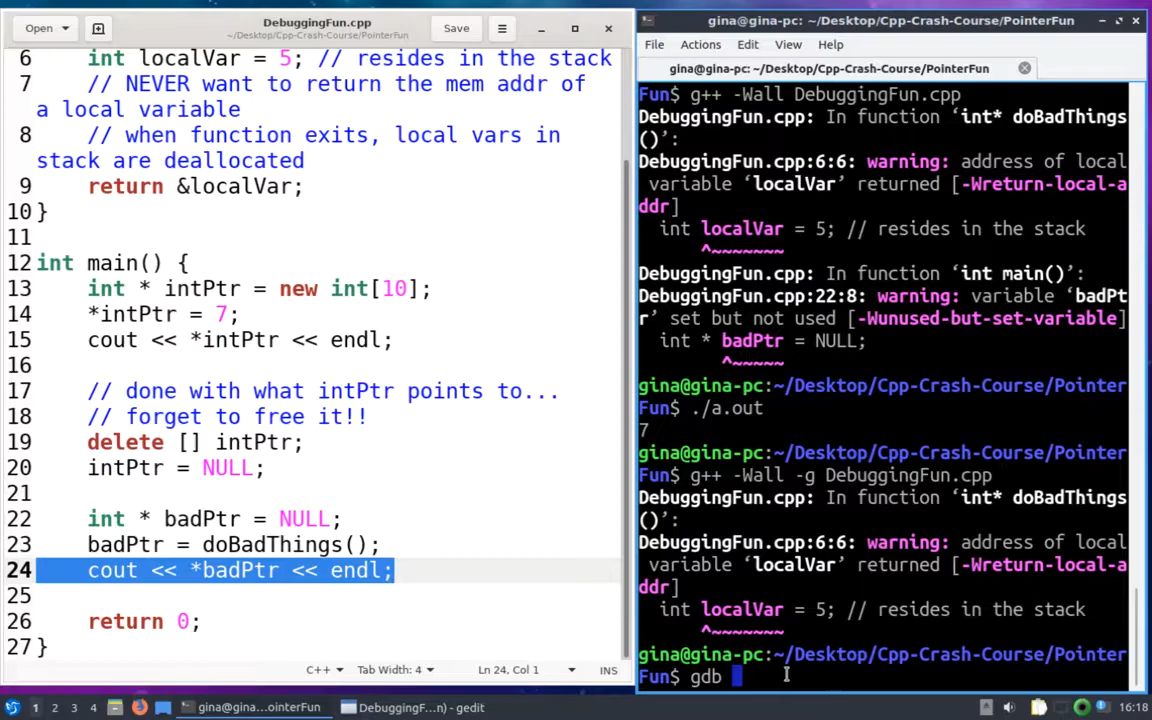 Open
DebuggingFun.cpp
~/Desktop/Cpp-Crash-Course/PointerFun
Save
6 int localVar = 5; // resides in the stack
7 // NEVER want to return the mem addr of
a local variable
8 // when function exits, local vars in
stack are deallocated
9 return &localVar;
10 }
11
12 int main() {
13 int * intPtr = new int[10];
14 *intPtr = 7;
15 cout << *intPtr << endl;
16
17 // done with what intPtr points to...
18 // forget to free it!!
19 delete [] intPtr;
20 intPtr = NULL;
21
22 int * badPtr = NULL;
23 badPtr = doBadThings();
24 cout << *badPtr << endl;
25
26 return 0;
27 }
C++ Tab Width: 4 Ln 24, Col 1 INS
gina@gina-pc: ~/Desktop/Cpp-Crash-Course/PointerFun
File Actions Edit View Help
gina@gina-pc: ~/Desktop/Cpp-Crash-Course/PointerFun
Fun$ g++ -Wall DebuggingFun.cpp
DebuggingFun.cpp: In function ‘int* doBadThings
()’:
DebuggingFun.cpp:6:6: warning: address of local
variable ‘localVar’ returned [-Wreturn-local-a
ddr]
int localVar = 5; // resides in the stack
^~~~~~~~
DebuggingFun.cpp: In function ‘int main()’:
DebuggingFun.cpp:22:8: warning: variable ‘badPt
r’ set but not used [-Wunused-but-set-variable]
int * badPtr = NULL;
^~~~~~
gina@gina-pc:~/Desktop/Cpp-Crash-Course/Pointer
Fun$ ./a.out
7
gina@gina-pc:~/Desktop/Cpp-Crash-Course/Pointer
Fun$ g++ -Wall -g DebuggingFun.cpp
DebuggingFun.cpp: In function ‘int* doBadThings
()’:
DebuggingFun.cpp:6:6: warning: address of local
variable ‘localVar’ returned [-Wreturn-local-a
ddr]
int localVar = 5; // resides in the stack
^~~~~~~~
gina@gina-pc:~/Desktop/Cpp-Crash-Course/Pointer
Fun$ gdb
1 2 3 4 gina@gina...ointerFun DebuggingF...n) - gedit 16:18